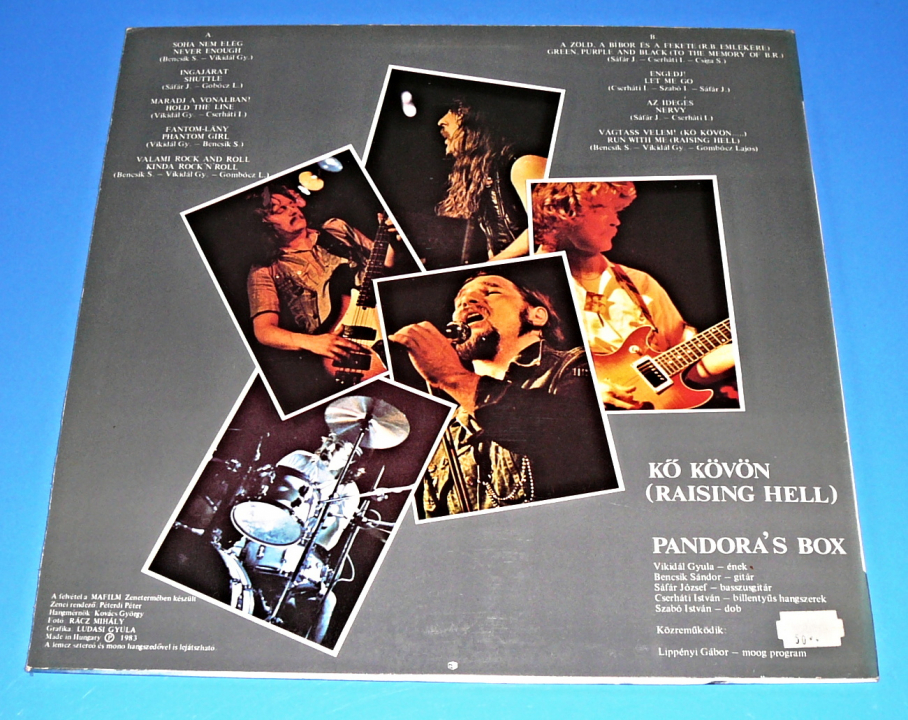 A
SOHA NEM ELÉG
NEVER ENOUGH
(Bencsik S. – Vikidál Gy.)
INGAJÁRAT
SHUTTLE
(Sáfár J. – Göböcz L.)
MARADJ A VONALBAN!
HOLD THE LINE
(Vikidál Gy. – Cserháti I.)
FANTOM-LÁNY
PHANTOM GIRL
(Vikidál Gy. – Bencsik S.)
VALAMI ROCK AND ROLL
KINDA ROCK'N'ROLL
(Bencsik S. – Vikidál Gy. – Gombócz L.)
B
A ZÖLD, A BÍBOR ÉS A FEKETE (R.B. EMLÉKÉRE)
GREEN, PURPLE AND BLACK (TO THE MEMORY OF B.R.)
(Sáfár J. – Cserháti I. – Csiga S.)
ENGEDJ!
LET ME GO
(Cserháti I. – Szabó I. – Sáfár J.)
AZ IDEGES
NERVY
(Sáfár J. – Cserháti I.)
VÁGTASS VELEM! (KŐ KÖVÖN.....)
RUN WITH ME (RAISING HELL)
(Bencsik S. – Vikidál Gy. – Gombócz Lajos)
KŐ KÖVÖN
(RAISING HELL)
PANDORA'S BOX
Vikidál Gyula – ének
Bencsik Sándor – gitár
Sáfár József – basszusgitár
Cserháti István – billentyűs hangszerek
Szabó István – dob
Közreműködik:
Lippényi Gábor – moog program
A felvétel a MAFILM Zenetermében készült
Zenei rendező: Péterdi Péter
Hangmérnök: Kovács György
Fotó: RÁCZ MIHÁLY
Grafika: LUDASI GYULA
Made in Hungary Ⓟ 1983
A lemez sztereó és mono hangszedővel is lejátszható.